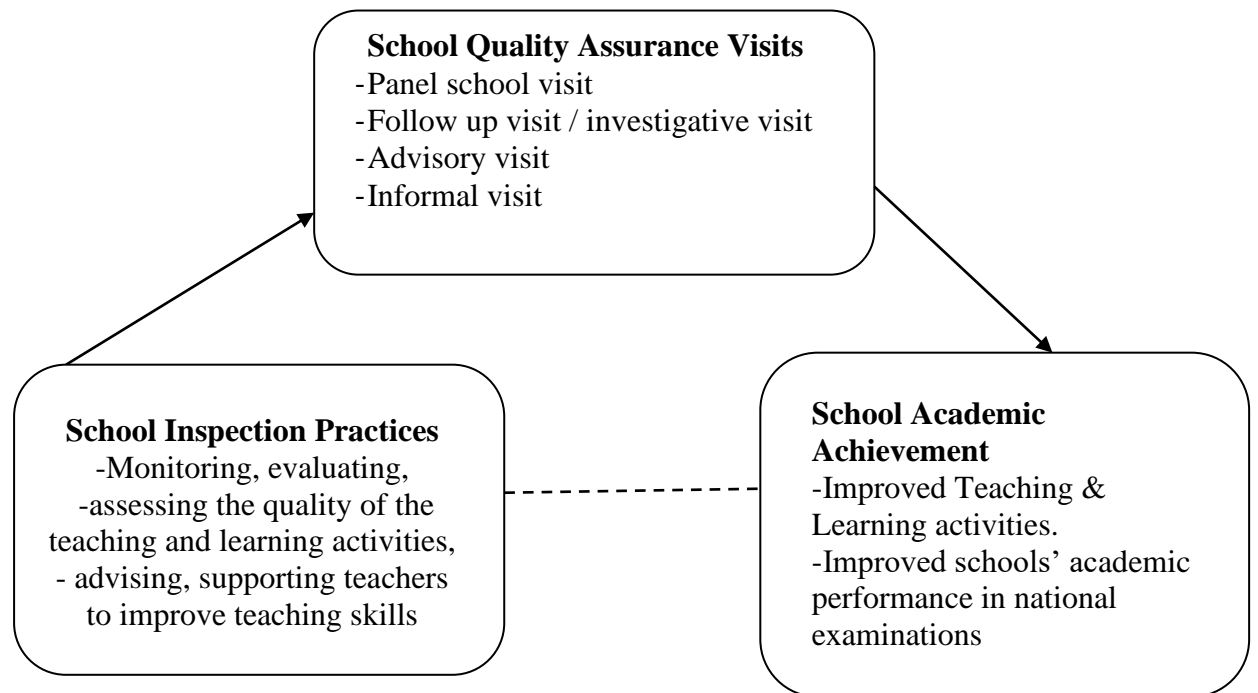 School Quality Assurance Visits
-Panel school visit
-Follow up visit / investigative visit
-Advisory visit
-Informal visit
School Inspection Practices
-Monitoring, evaluating,
-assessing the quality of the
teaching and learning activities,
- advising, supporting teachers
to improve teaching skills
School Academic
Achievement
-Improved Teaching &
Learning activities.
-Improved schools’ academic
performance in national
examinations